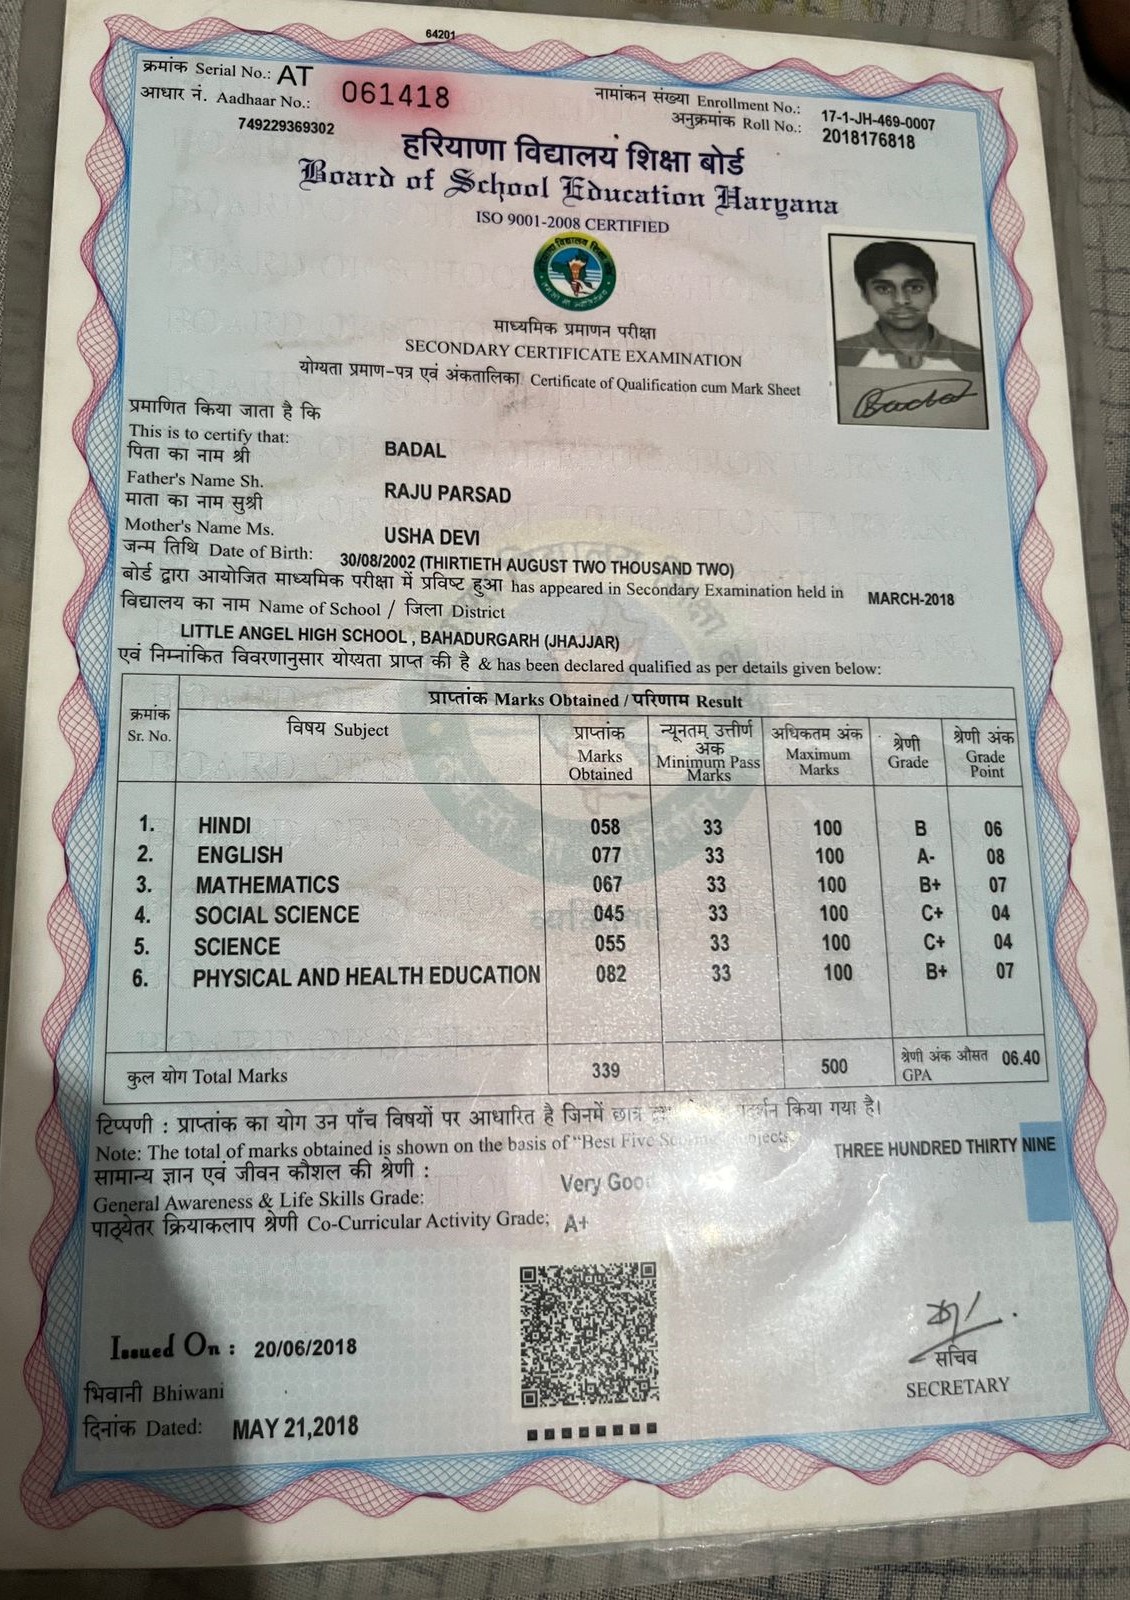 64201
क्रमांक Serial No.: AT 061418
आधार नं. Aadhaar No.:
749229369302
नामांकन संख्या Enrollment No.: 17-1-JH-469-0007
अनुक्रमांक Roll No.: 2018176818
हरियाणा विद्यालय शिक्षा बोर्ड
Board of School Education Haryana
ISO 9001-2008 CERTIFIED
माध्यमिक प्रमाणन परीक्षा
SECONDARY CERTIFICATE EXAMINATION
योग्यता प्रमाण-पत्र एवं अंकतालिका Certificate of Qualification cum Mark Sheet
Badal
प्रमाणित किया जाता है कि
This is to certify that: BADAL
पिता का नाम श्री
Father's Name Sh. RAJU PARSAD
माता का नाम सुश्री
Mother's Name Ms. USHA DEVI
जन्म तिथि Date of Birth: 30/08/2002 (THIRTIETH AUGUST TWO THOUSAND TWO)
बोर्ड द्वारा आयोजित माध्यमिक परीक्षा में प्रविष्ट हुआ has appeared in Secondary Examination held in MARCH-2018
विद्यालय का नाम Name of School / जिला District
LITTLE ANGEL HIGH SCHOOL , BAHADURGARH (JHAJJAR)
एवं निम्नांकित विवरणानुसार योग्यता प्राप्त की है & has been declared qualified as per details given below:
प्राप्तांक Marks Obtained / परिणाम Result
क्रमांक Sr. No. विषय Subject प्राप्तांक Marks Obtained न्यूनतम उत्तीर्ण अंक Minimum Pass Marks अधिकतम अंक Maximum Marks श्रेणी Grade श्रेणी अंक Grade Point
1. HINDI 058 33 100 B 06
2. ENGLISH 077 33 100 A- 08
3. MATHEMATICS 067 33 100 B+ 07
4. SOCIAL SCIENCE 045 33 100 C+ 04
5. SCIENCE 055 33 100 C+ 04
6. PHYSICAL AND HEALTH EDUCATION 082 33 100 B+ 07
कुल योग Total Marks 339 500 श्रेणी अंक औसत GPA 06.40
टिप्पणी : प्राप्तांक का योग उन पाँच विषयों पर आधारित है जिनमें छात्र किया गया है।
Note: The total of marks obtained is shown on the basis of "Best Five THREE HUNDRED THIRTY NINE
सामान्य ज्ञान एवं जीवन कौशल की श्रेणी :
General Awareness & Life Skills Grade: Very Good
पाठ्येतर क्रियाकलाप श्रेणी Co-Curricular Activity Grade: A+
Issued On : 20/06/2018
भिवानी Bhiwani
दिनांक Dated: MAY 21,2018
सचिव
SECRETARY